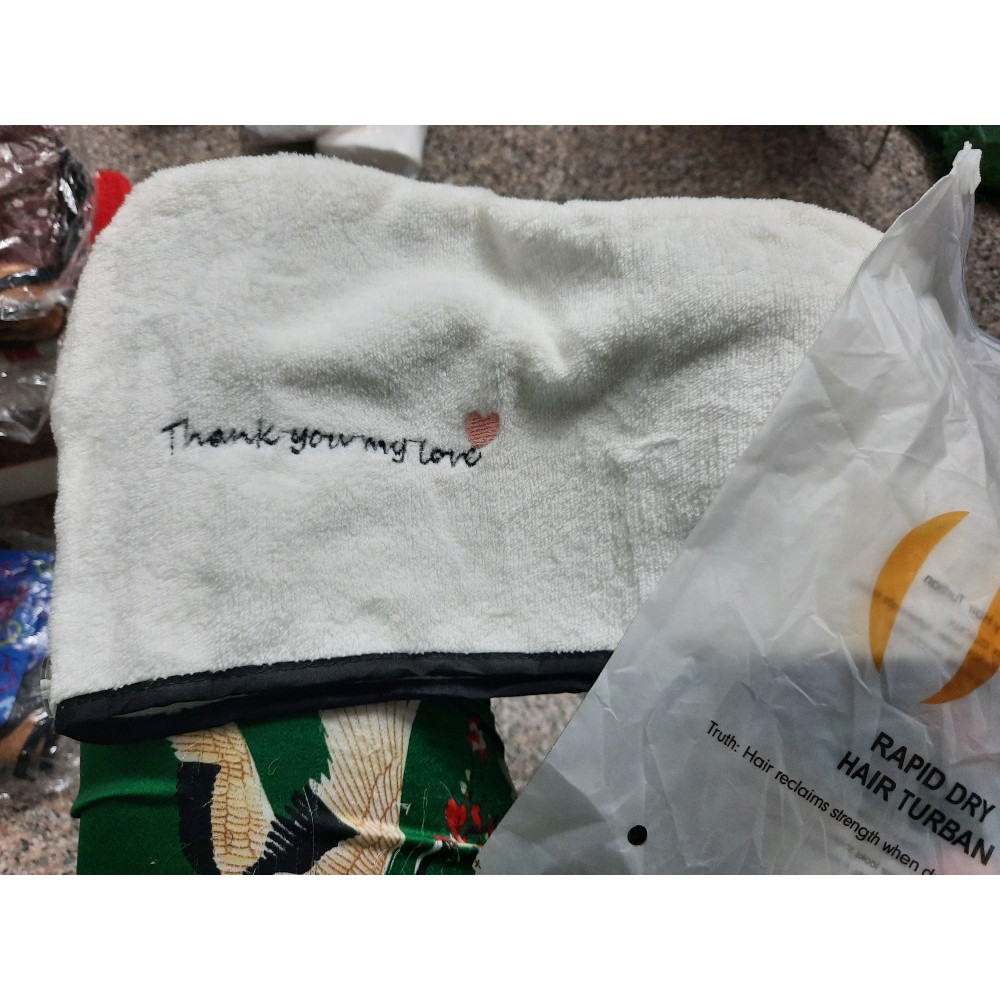 Thank you my love
RAPID DRY
HAIR TURBAN
Truth: Hair reclaims strength when